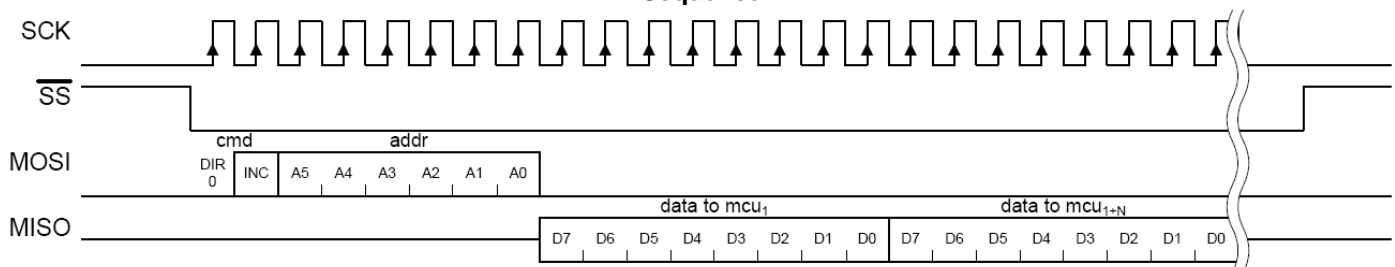 SCK
SS
cmd addr
MOSI DIR 0 INC A5 A4 A3 A2 A1 A0
data to mcu1 data to mcu1+N
MISO D7 D6 D5 D4 D3 D2 D1 D0 D7 D6 D5 D4 D3 D2 D1 D0